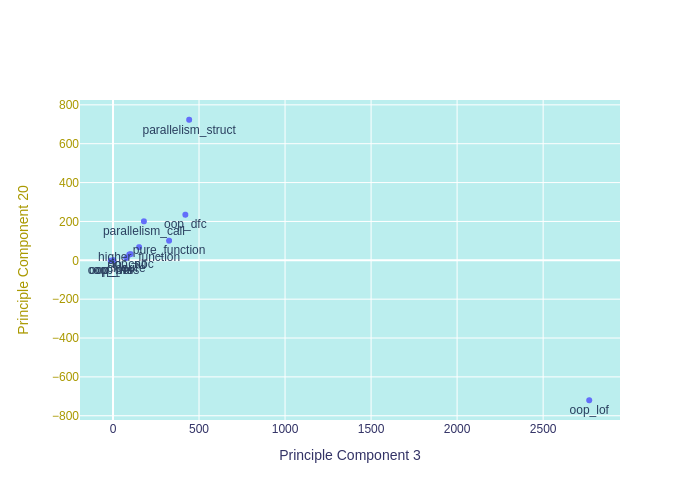 800
parallelism_struct
600
400
oop_dfc
200
parallelism_call
pure_function
higher_function
0
−200
−400
−600
oop_lof
−800
0
500
1000
1500
2000
2500
Principle Component 3
Principle Component 20